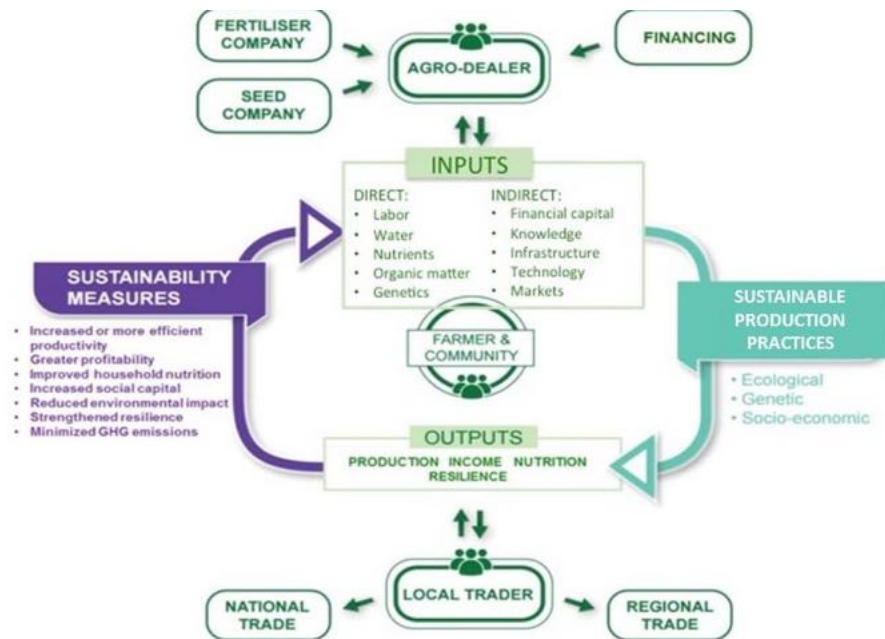 FERTILISER
COMPANY
FINANCING
AGRO-DEALER
SEED
COMPANY
INPUTS
DIRECT:
• Labor
• Water
• Nutrients
• Organic matter
• Genetics
INDIRECT:
• Financial capital
• Knowledge
• Infrastructure
• Technology
• Markets
SUSTAINABILITY
MEASURES
• Increased or more efficient
productivity
• Greater profitability
• Improved household nutrition
• Increased social capital
• Reduced environmental impact
• Strengthened resilience
• Minimized GHG emissions
FARMER &
COMMUNITY
SUSTAINABLE
PRODUCTION
PRACTICES
• Ecological
• Genetic
• Socio-economic
OUTPUTS
PRODUCTION INCOME NUTRITION
RESILIENCE
LOCAL TRADER
NATIONAL
TRADE
REGIONAL
TRADE